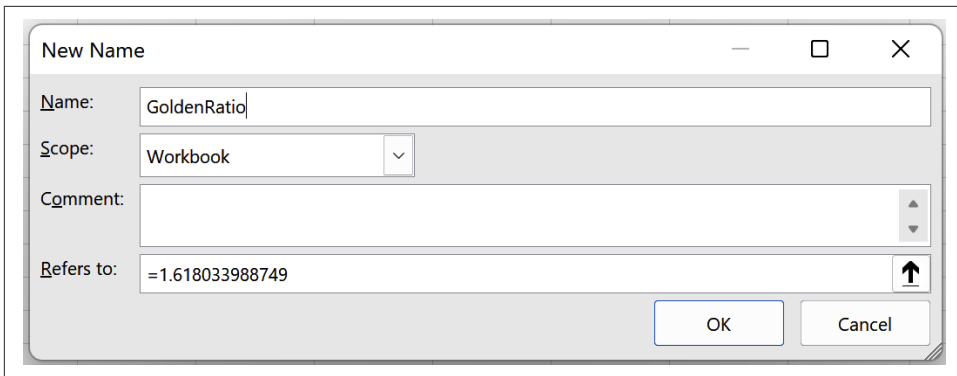 New Name
Name: GoldenRatio
Scope: Workbook
Comment:
Refers to: =1.618033988749
OK Cancel